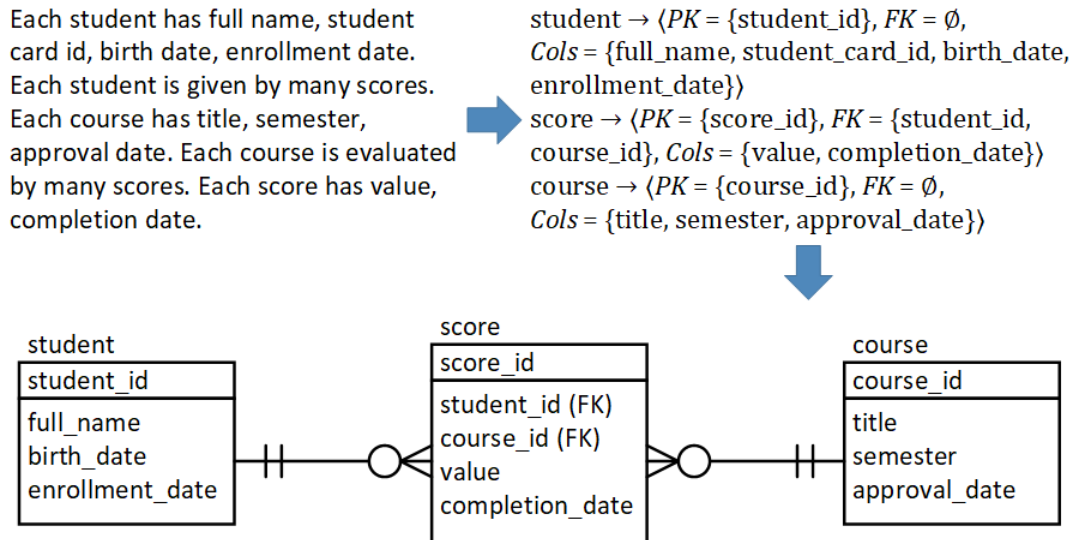 Each student has full name, student
card id, birth date, enrollment date.
Each student is given by many scores.
Each course has title, semester,
approval date. Each course is evaluated
by many scores. Each score has value,
completion date.
student → ⟨PK = {student_id}, FK = ∅,
Cols = {full_name, student_card_id, birth_date,
enrollment_date}⟩
score → ⟨PK = {score_id}, FK = {student_id,
course_id}, Cols = {value, completion_date}⟩
course → ⟨PK = {course_id}, FK = ∅,
Cols = {title, semester, approval_date}⟩
student
student_id
full_name
birth_date
enrollment_date
score
score_id
student_id (FK)
course_id (FK)
value
completion_date
course
course_id
title
semester
approval_date